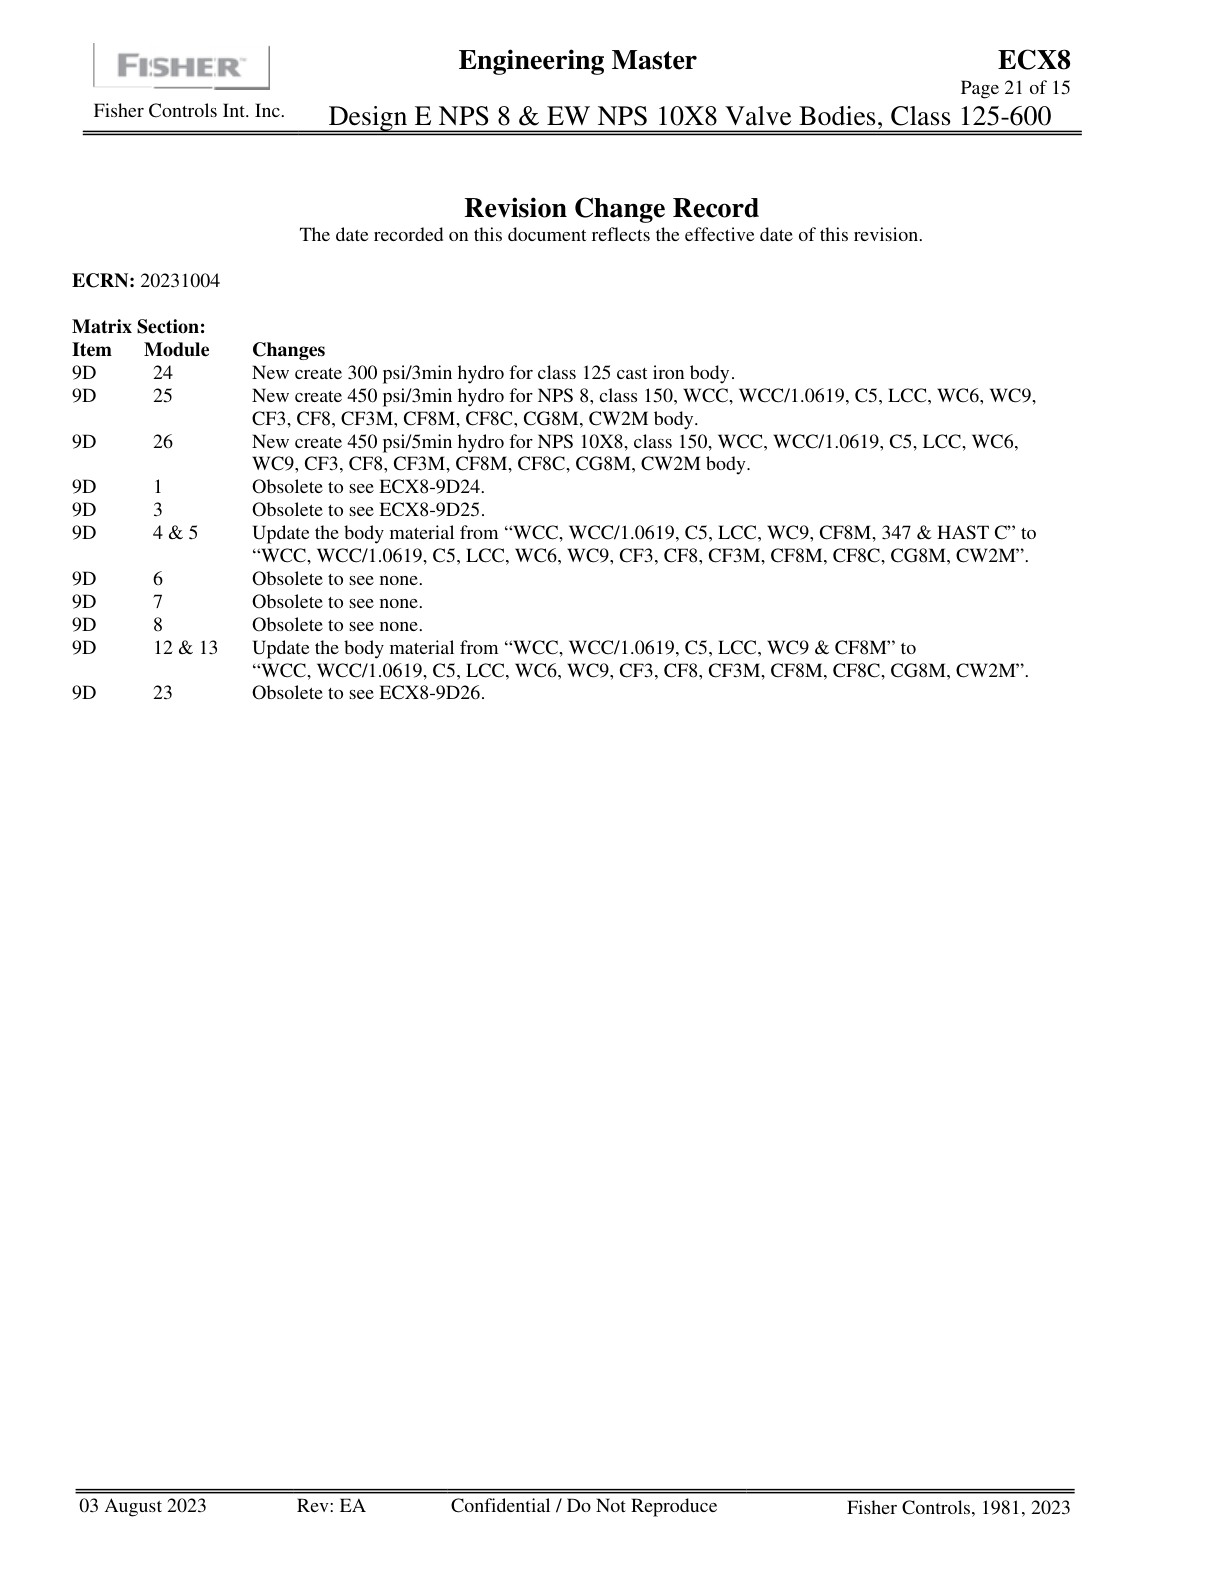 FISHER™
Engineering Master
ECX8
Page 21 of 15
Fisher Controls Int. Inc.
Design E NPS 8 & EW NPS 10X8 Valve Bodies, Class 125-600
Revision Change Record
The date recorded on this document reflects the effective date of this revision.
ECRN: 20231004
Matrix Section:
Item Module Changes
9D 24 New create 300 psi/3min hydro for class 125 cast iron body.
9D 25 New create 450 psi/3min hydro for NPS 8, class 150, WCC, WCC/1.0619, C5, LCC, WC6, WC9,
CF3, CF8, CF3M, CF8M, CF8C, CG8M, CW2M body.
9D 26 New create 450 psi/5min hydro for NPS 10X8, class 150, WCC, WCC/1.0619, C5, LCC, WC6,
WC9, CF3, CF8, CF3M, CF8M, CF8C, CG8M, CW2M body.
9D 1 Obsolete to see ECX8-9D24.
9D 3 Obsolete to see ECX8-9D25.
9D 4 & 5 Update the body material from “WCC, WCC/1.0619, C5, LCC, WC9, CF8M, 347 & HAST C” to
“WCC, WCC/1.0619, C5, LCC, WC6, WC9, CF3, CF8, CF3M, CF8M, CF8C, CG8M, CW2M”.
9D 6 Obsolete to see none.
9D 7 Obsolete to see none.
9D 8 Obsolete to see none.
9D 12 & 13 Update the body material from “WCC, WCC/1.0619, C5, LCC, WC9 & CF8M” to
“WCC, WCC/1.0619, C5, LCC, WC6, WC9, CF3, CF8, CF3M, CF8M, CF8C, CG8M, CW2M”.
9D 23 Obsolete to see ECX8-9D26.
03 August 2023 Rev: EA Confidential / Do Not Reproduce Fisher Controls, 1981, 2023